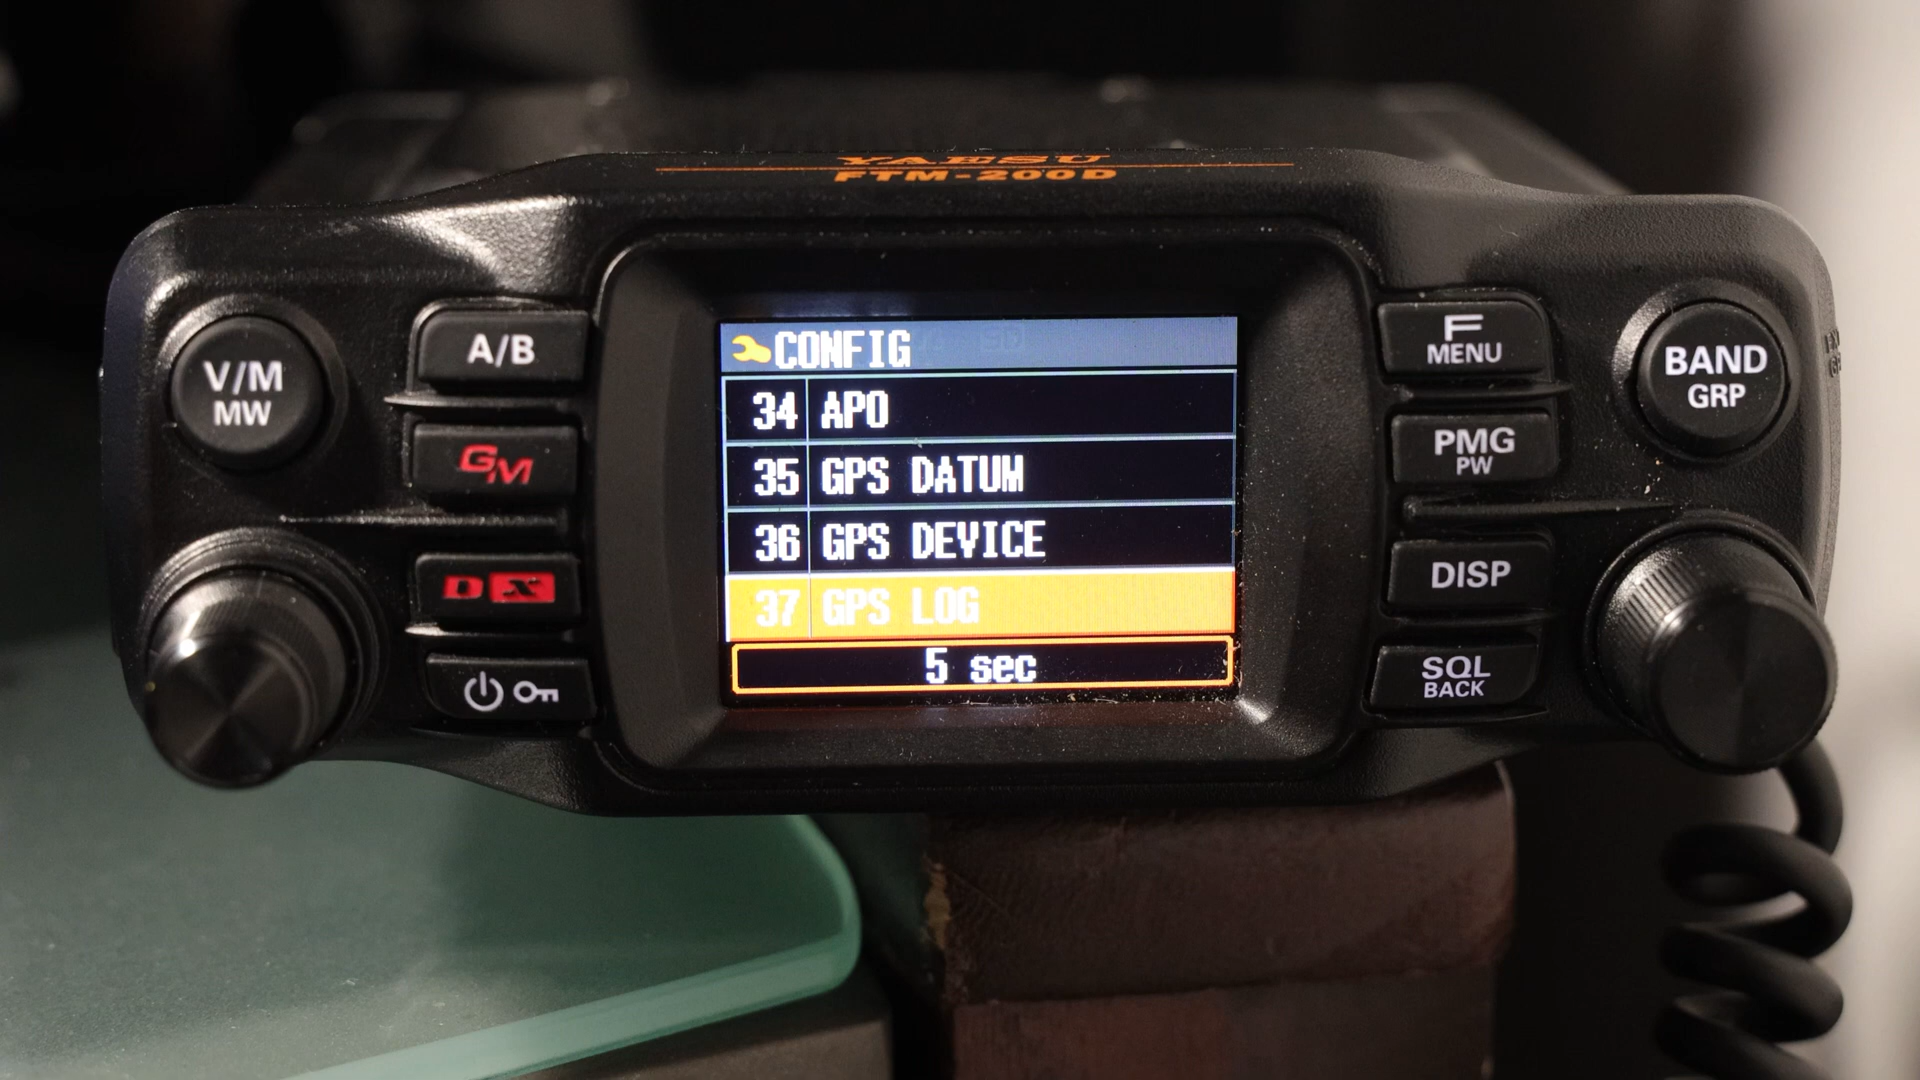 YAESU
FTM-200D
V/M
MW
A/B
GM
DX
CONFIG
34 APO
35 GPS DATUM
36 GPS DEVICE
37 GPS LOG
5 sec
F
MENU
PMG
PW
DISP
SQL
BACK
BAND
GRP